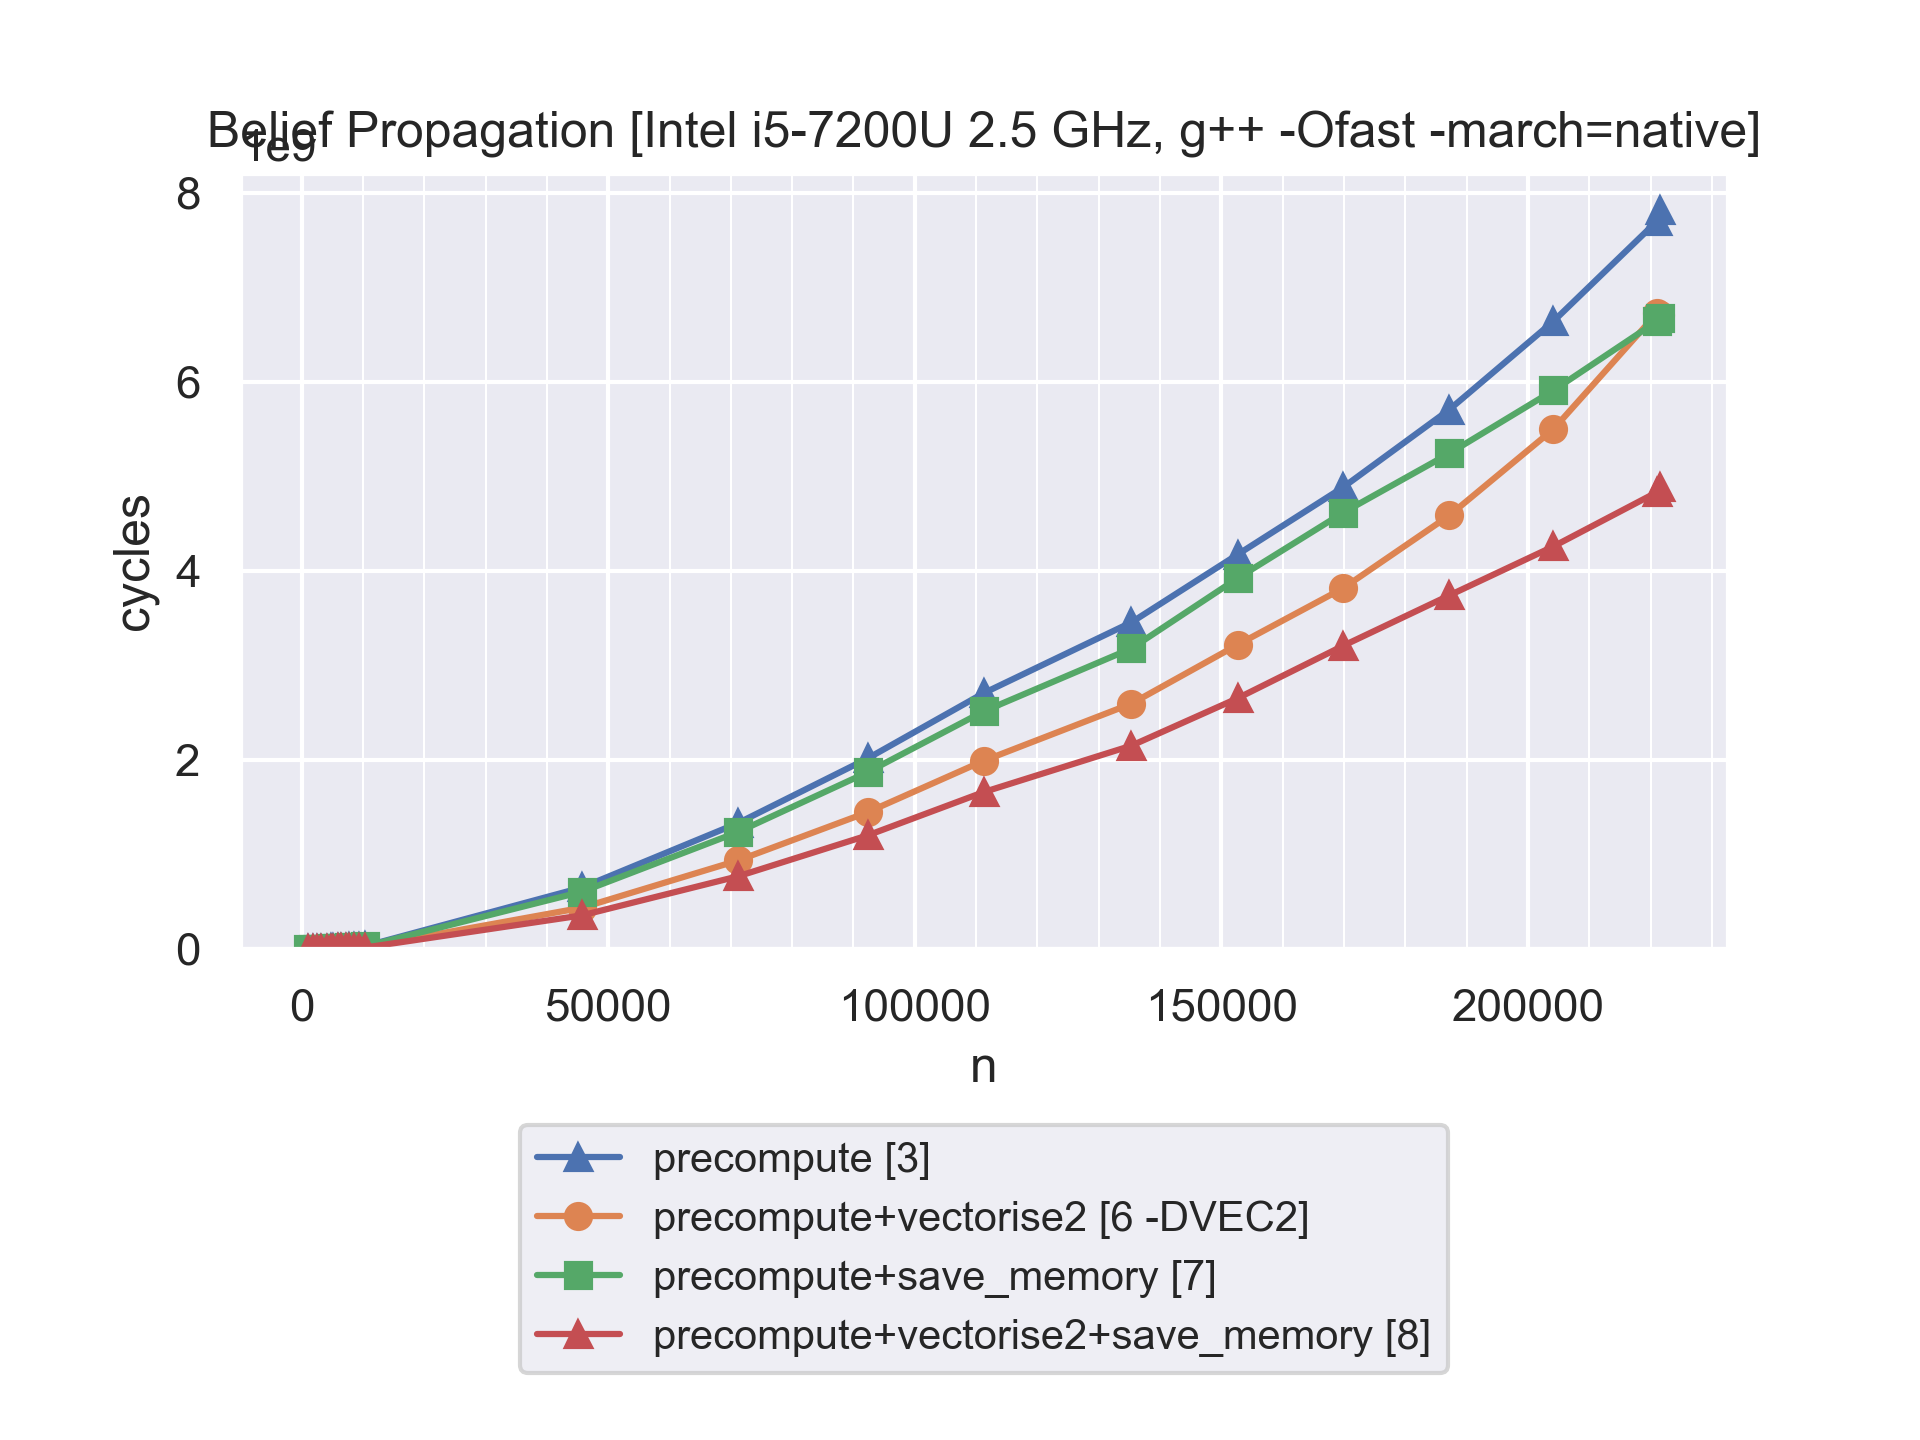 Belief Propagation [Intel i5-7200U 2.5 GHz, g++ -Ofast -march=native]
1e9
8
6
4
2
0
cycles
0 50000 100000 150000 200000
n
precompute [3]
precompute+vectorise2 [6 -DVEC2]
precompute+save_memory [7]
precompute+vectorise2+save_memory [8]